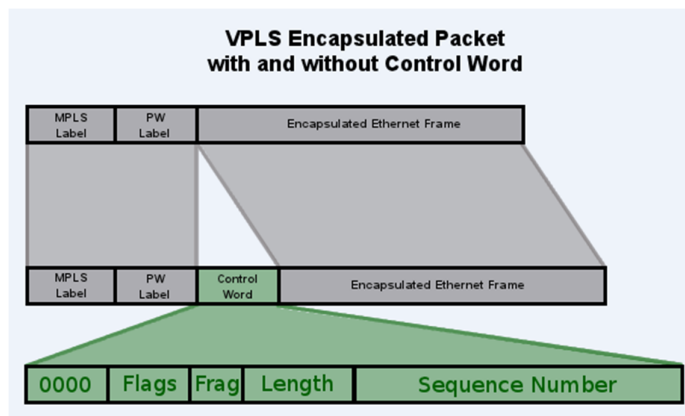 VPLS Encapsulated Packet
with and without Control Word
MPLS Label
PW Label
Encapsulated Ethernet Frame
MPLS Label
PW Label
Control Word
Encapsulated Ethernet Frame
0000
Flags
Frag
Length
Sequence Number